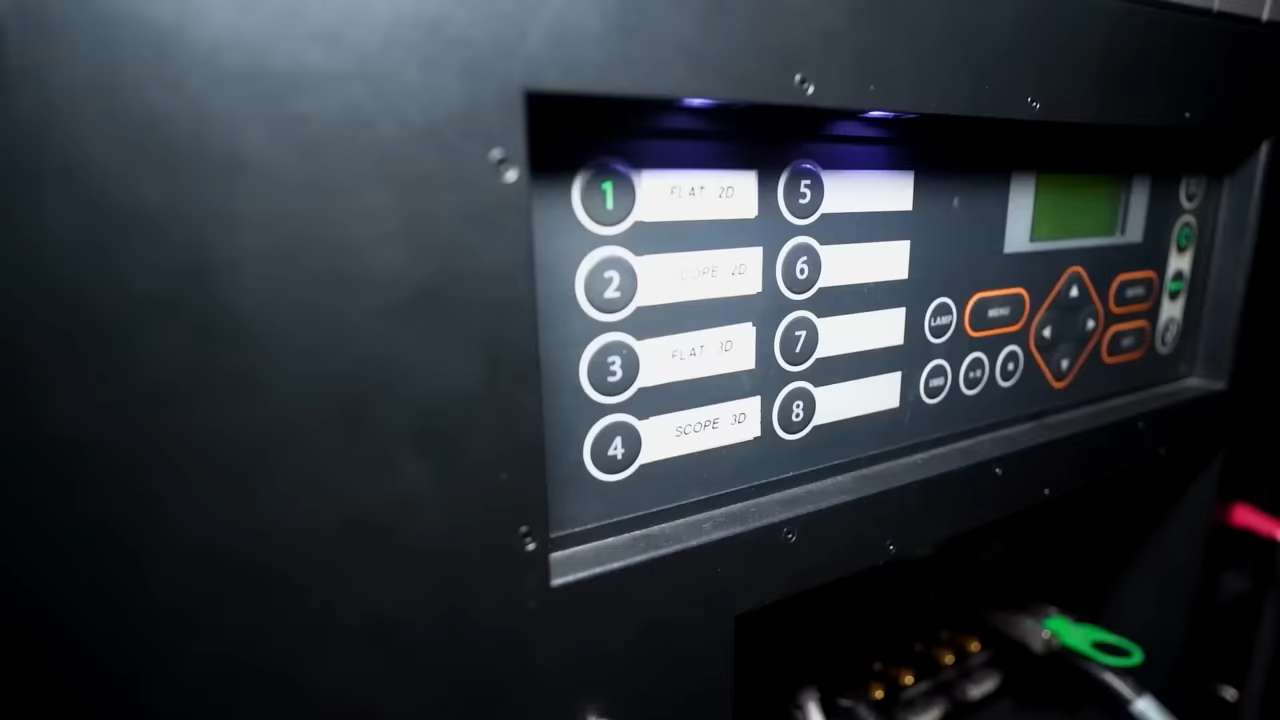 1 FLAT 2D
2 SCOPE 2D
3 FLAT 3D
4 SCOPE 3D
5
6
7
8
LAMP
MENU